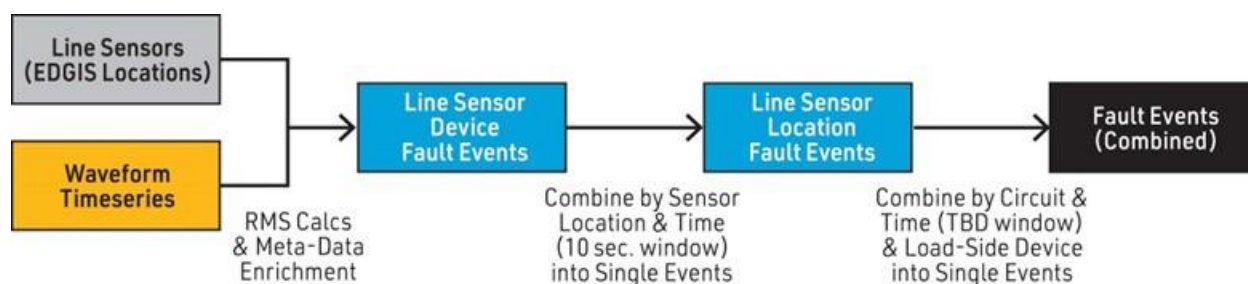 Line Sensors
(EDGIS Locations)
Waveform
Timeseries
RMS Calcs
& Meta-Data
Enrichment
Line Sensor
Device
Fault Events
Combine by Sensor
Location & Time
(10 sec. window)
into Single Events
Line Sensor
Location
Fault Events
Combine by Circuit &
Time (TBD window)
& Load-Side Device
into Single Events
Fault Events
(Combined)